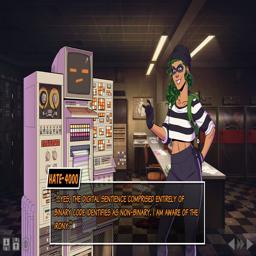 HATE-4000
"...YES, THE DIGITAL SENTIENCE COMPRISED ENTIRELY OF
BINARY CODE IDENTIFIES AS NON-BINARY, I AM AWARE OF THE
IRONY."